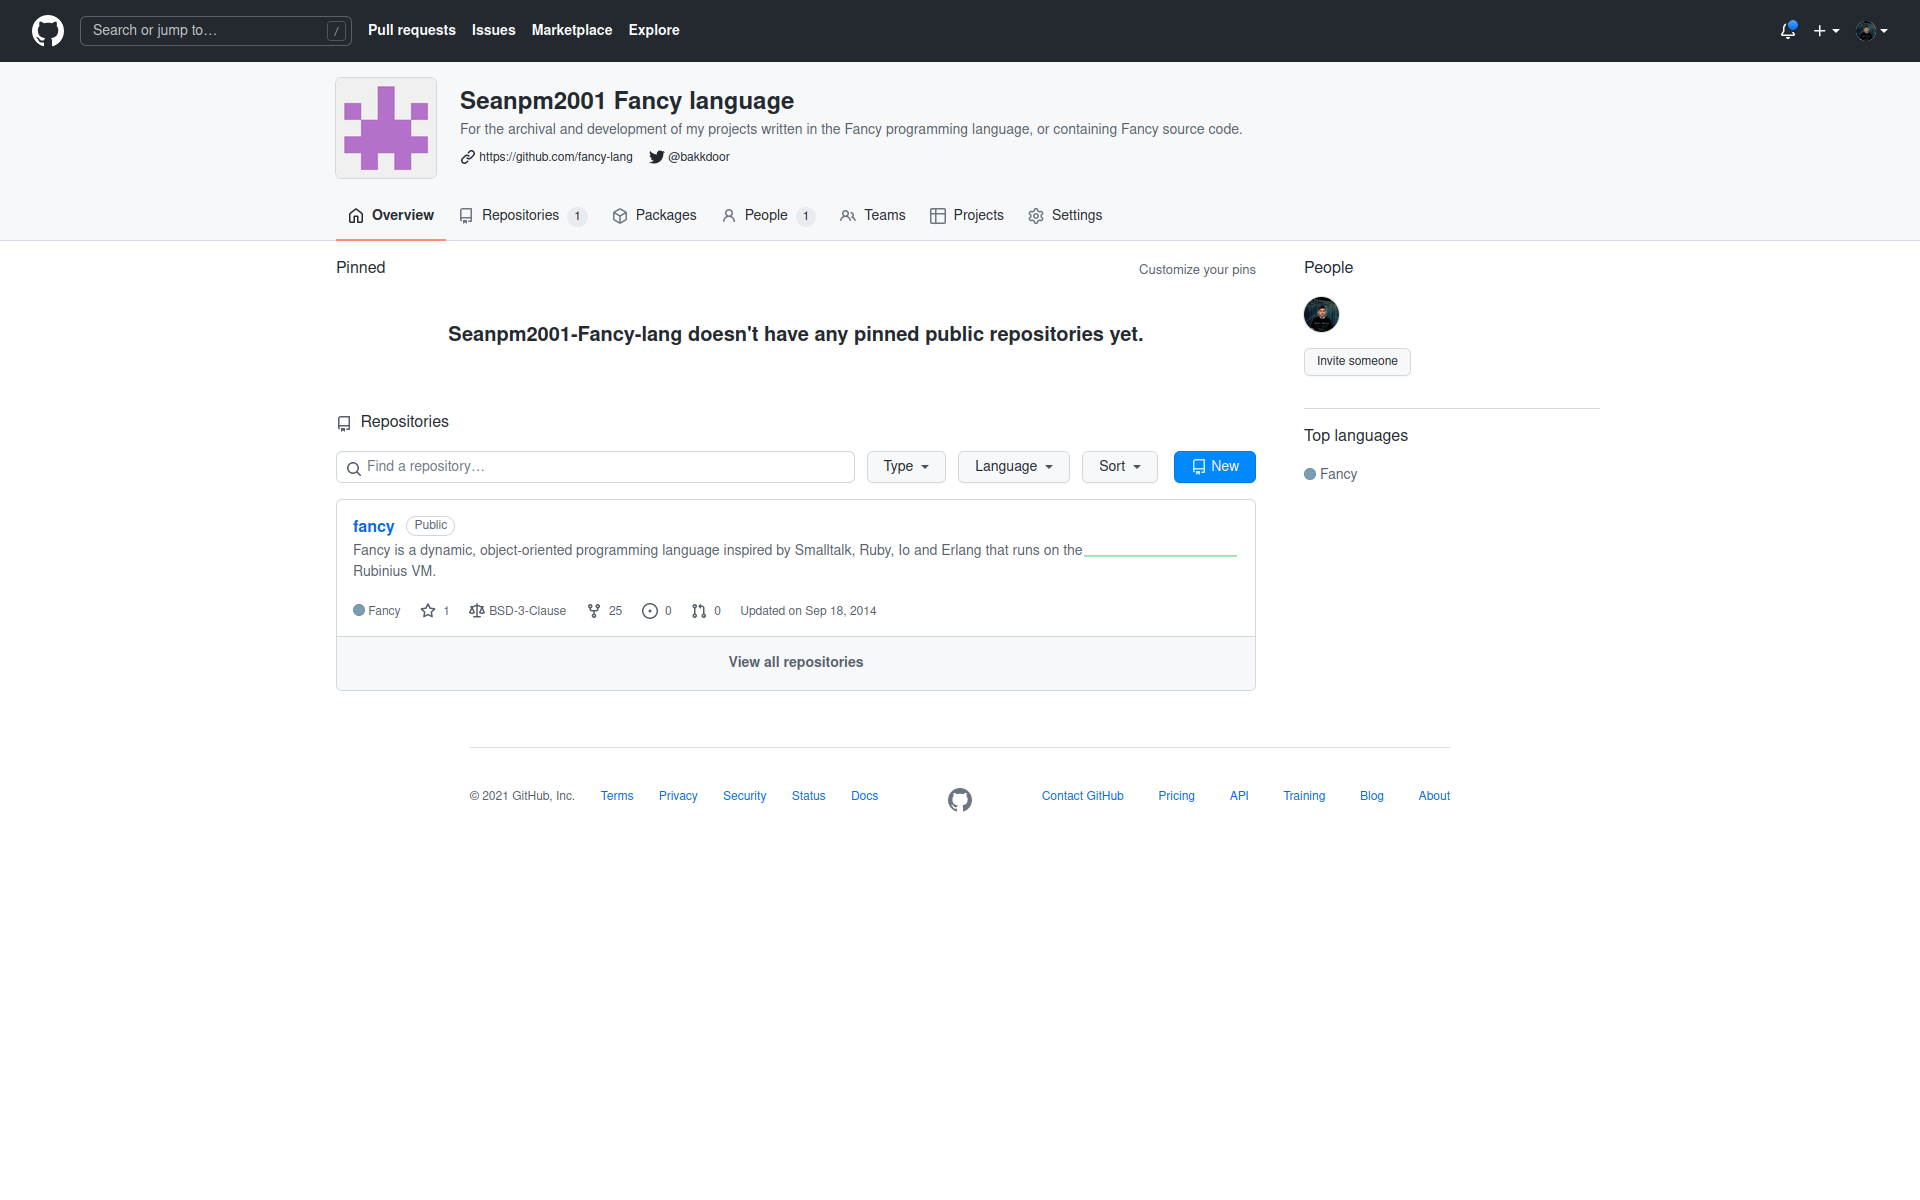 Search or jump to… /
Pull requests
Issues
Marketplace
Explore
Seanpm2001 Fancy language
For the archival and development of my projects written in the Fancy programming language, or containing Fancy source code.
https://github.com/fancy-lang @bakkdoor
Overview
Repositories 1
Packages
People 1
Teams
Projects
Settings
Pinned
Customize your pins
Seanpm2001-Fancy-lang doesn't have any pinned public repositories yet.
Repositories
Find a repository…
Type
Language
Sort
New
fancy Public
Fancy is a dynamic, object-oriented programming language inspired by Smalltalk, Ruby, Io and Erlang that runs on the
Rubinius VM.
Fancy 1 BSD-3-Clause 25 0 0 Updated on Sep 18, 2014
View all repositories
People
Invite someone
Top languages
Fancy
© 2021 GitHub, Inc.
Terms
Privacy
Security
Status
Docs
Contact GitHub
Pricing
API
Training
Blog
About